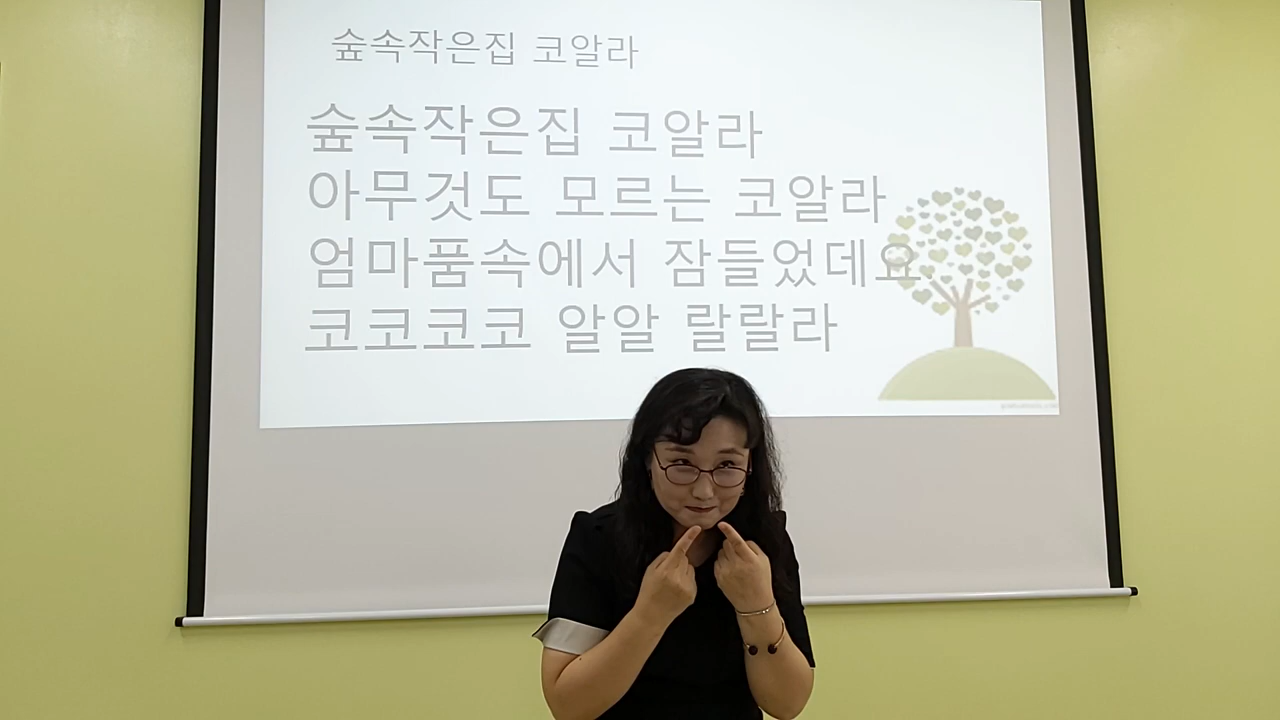 숲속작은집 코알라
숲속작은집 코알라
아무것도 모르는 코알라
엄마품속에서 잠들었데요.
코코코코 알알 랄랄라